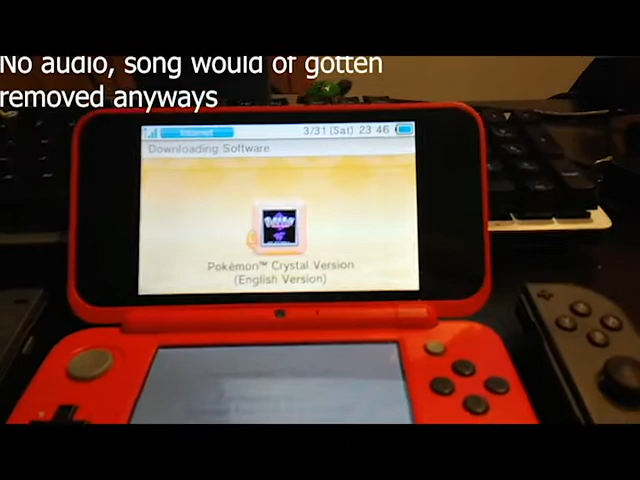 No audio, song would of gotten
removed anyways
Internet
3/31 (Sat) 23:46
Downloading Software
Pokémon™ Crystal Version
(English Version)